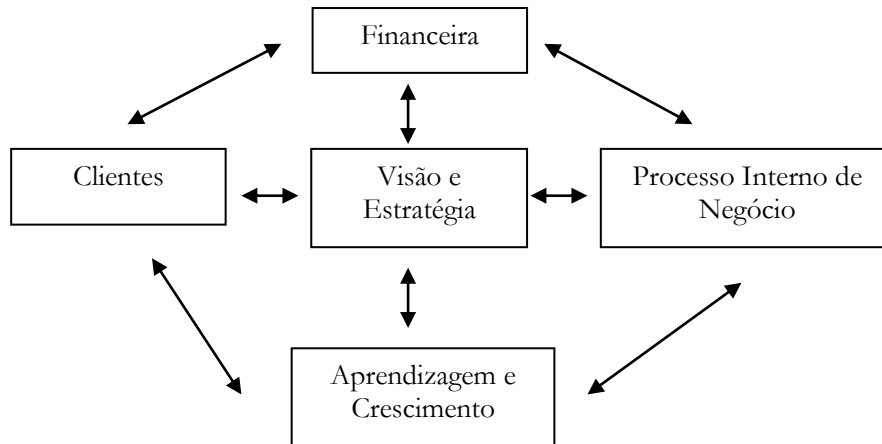 Financeira
Clientes
Visão e
Estratégia
Processo Interno de
Negócio
Aprendizagem e
Crescimento